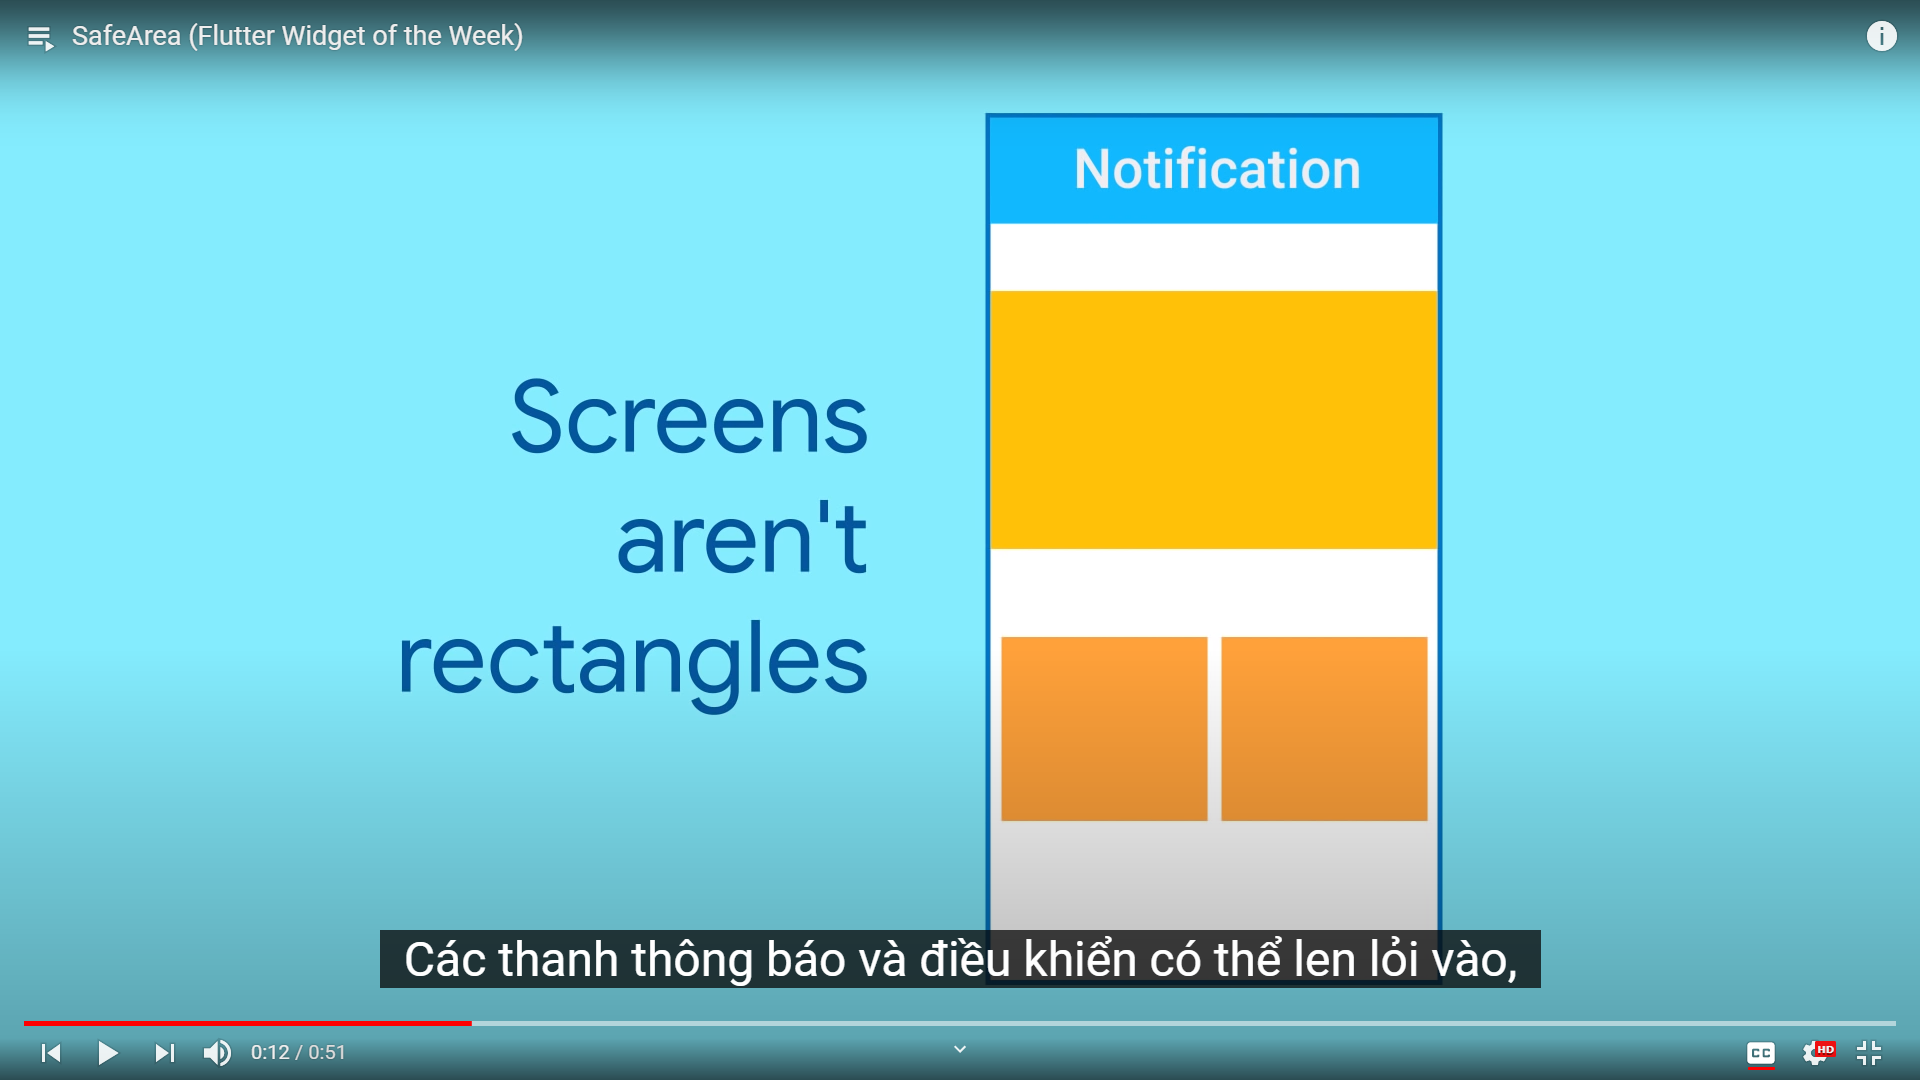 SafeArea (Flutter Widget of the Week)
Notification
Screens
aren't
rectangles
Các thanh thông báo và điều khiển có thể len lỏi vào,
0:12 / 0:51
CC
HD